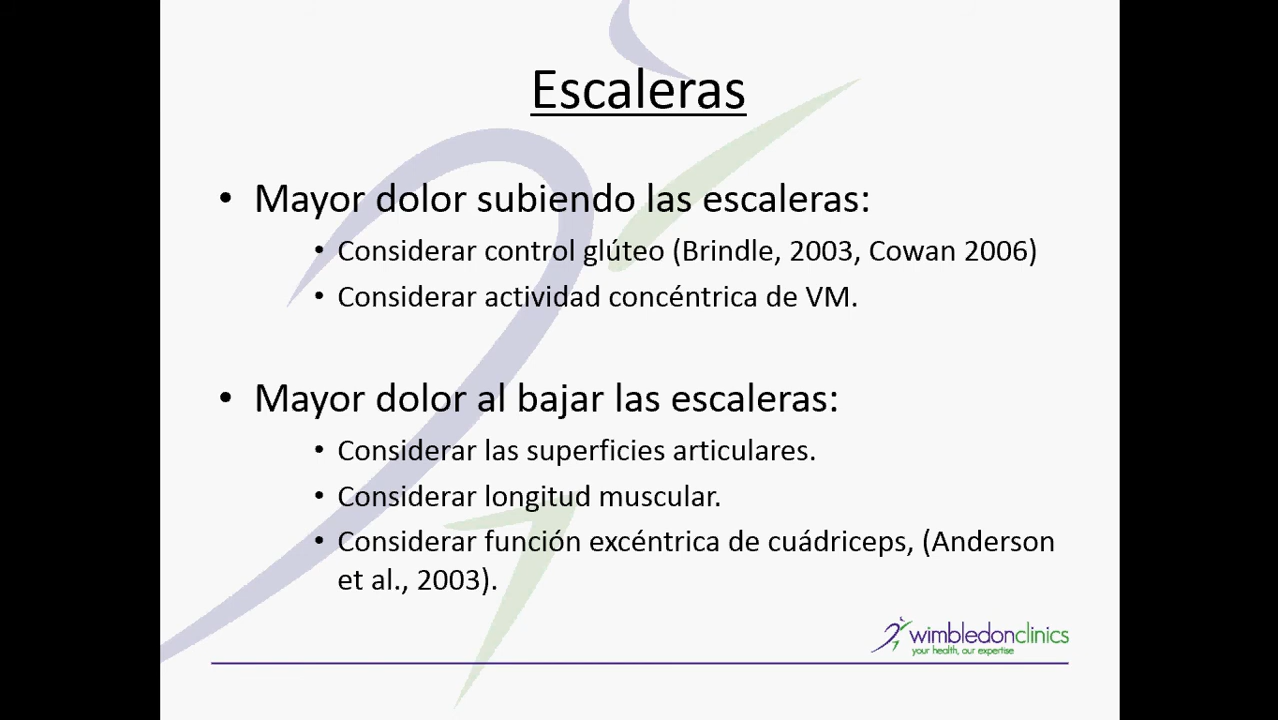 Escaleras
• Mayor dolor subiendo las escaleras:
• Considerar control glúteo (Brindle, 2003, Cowan 2006)
• Considerar actividad concéntrica de VM.
• Mayor dolor al bajar las escaleras:
• Considerar las superficies articulares.
• Considerar longitud muscular.
• Considerar función excéntrica de cuádriceps, (Anderson
et al., 2003).
wimbledonclinics
your health, our expertise